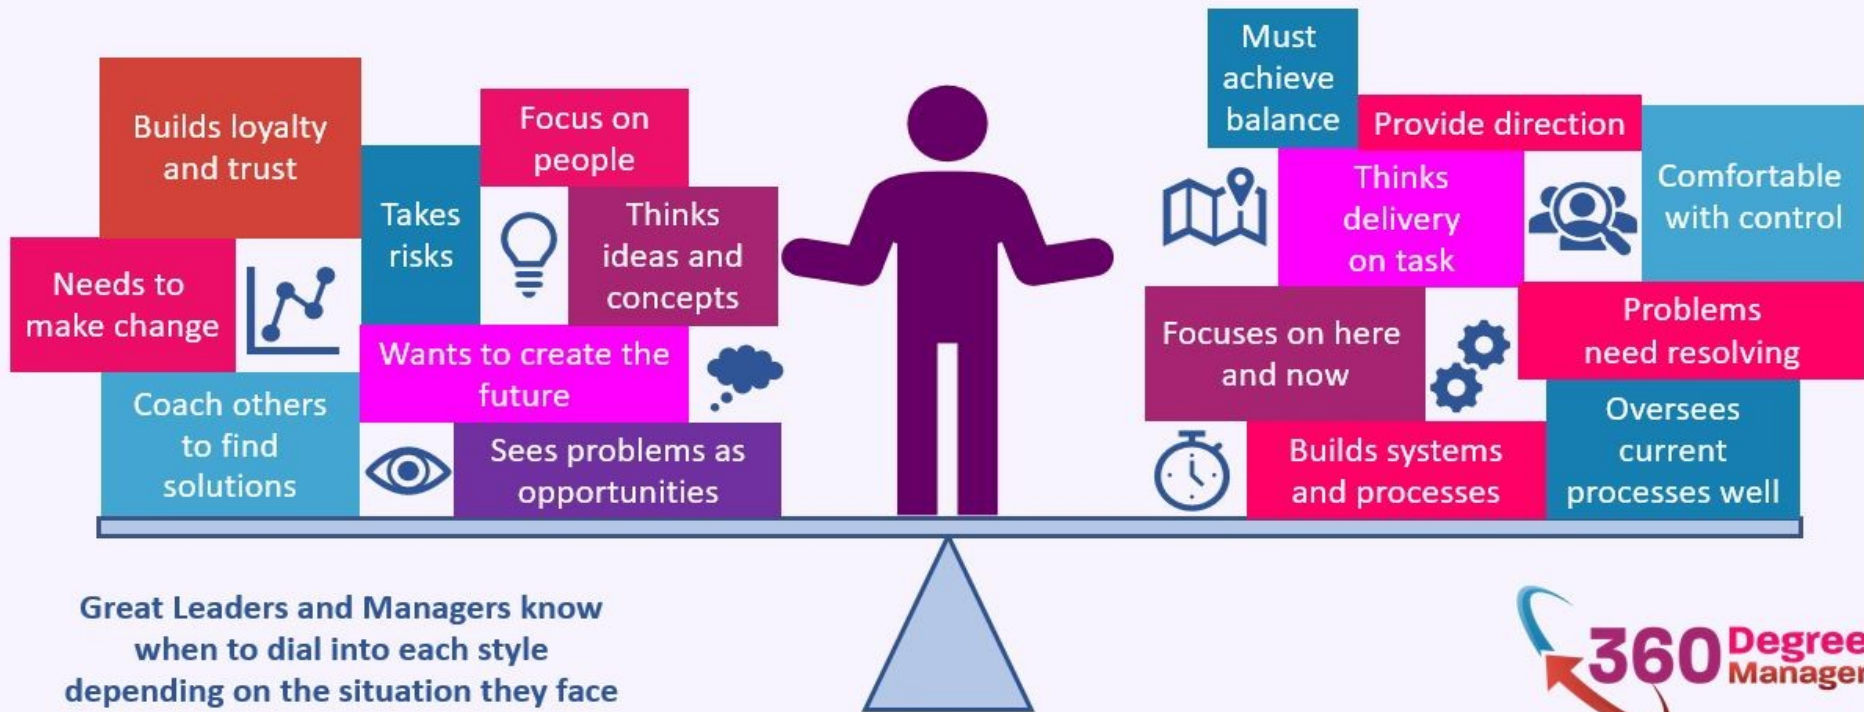 Builds loyalty
and trust
Focus on
people
Takes
risks
Thinks
ideas and
concepts
Needs to
make change
Wants to create the
future
Coach others
to find
solutions
Sees problems as
opportunities
Must
achieve
balance
Provide direction
Thinks
delivery
on task
Comfortable
with control
Focuses on here
and now
Problems
need resolving
Builds systems
and processes
Oversees
current
processes well
Great Leaders and Managers know
when to dial into each style
depending on the situation they face
360 Degree
Manager